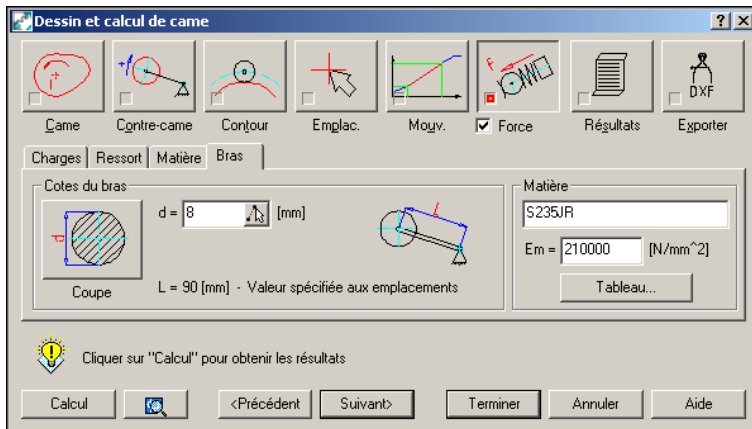 Dessin et calcul de came
DXF
Came Contre-came Contour Emplac. Mouv. Force Résultats Exporter
Charges Ressort Matière Bras
Cotes du bras
d
Coupe
d = 8 [mm]
L
L = 90 [mm] - Valeur spécifiée aux emplacements
Matière
S235JR
Em = 210000 [N/mm^2]
Tableau...
Cliquer sur "Calcul" pour obtenir les résultats
Calcul <Précédent Suivant> Terminer Annuler Aide